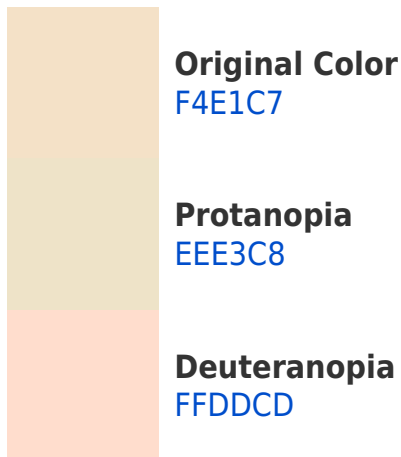 Original Color
F4E1C7
Protanopia
EEE3C8
Deuteranopia
FFDDCD